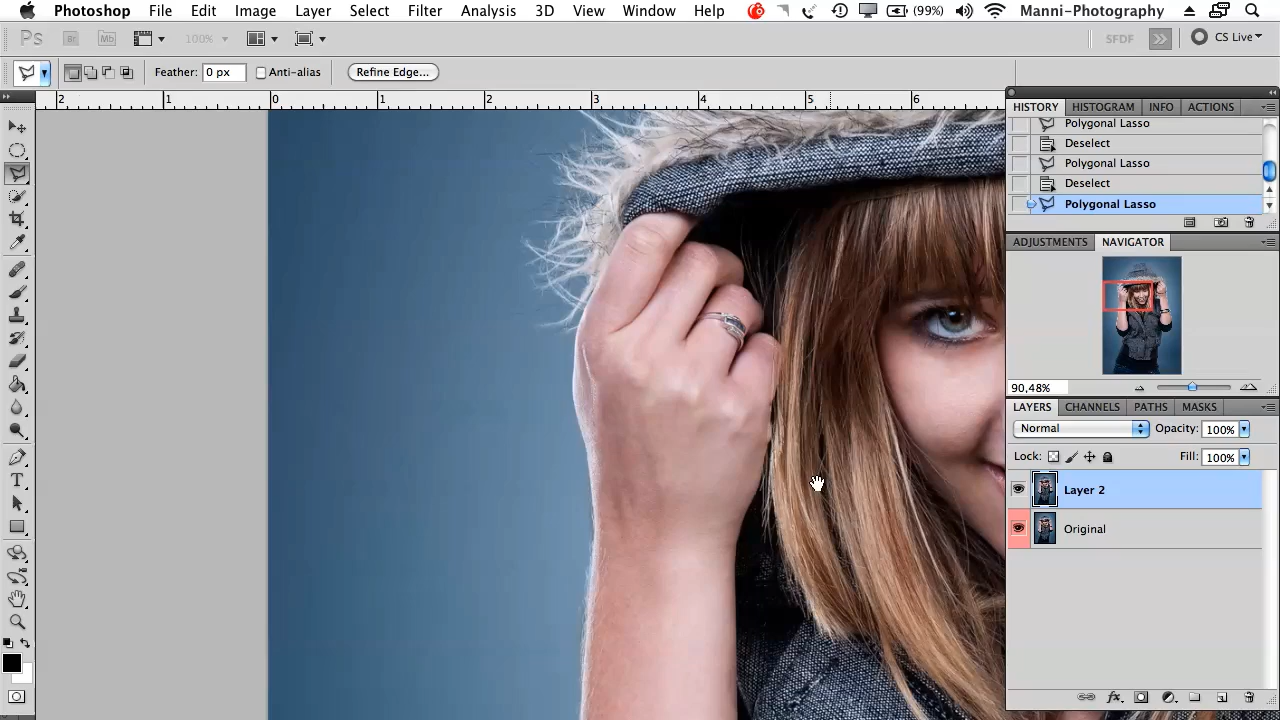 Photoshop File Edit Image Layer Select Filter Analysis 3D View Window Help (99%) Manni-Photography
Ps Br Mb 100% SFDF CS Live
Feather: 0 px Anti-alias Refine Edge...
2 1 0 1 2 3 4 5 6
HISTORY HISTOGRAM INFO ACTIONS
Polygonal Lasso
Deselect
Polygonal Lasso
Deselect
Polygonal Lasso
ADJUSTMENTS NAVIGATOR
90,48%
LAYERS CHANNELS PATHS MASKS
Normal Opacity: 100%
Lock: Fill: 100%
Layer 2
Original